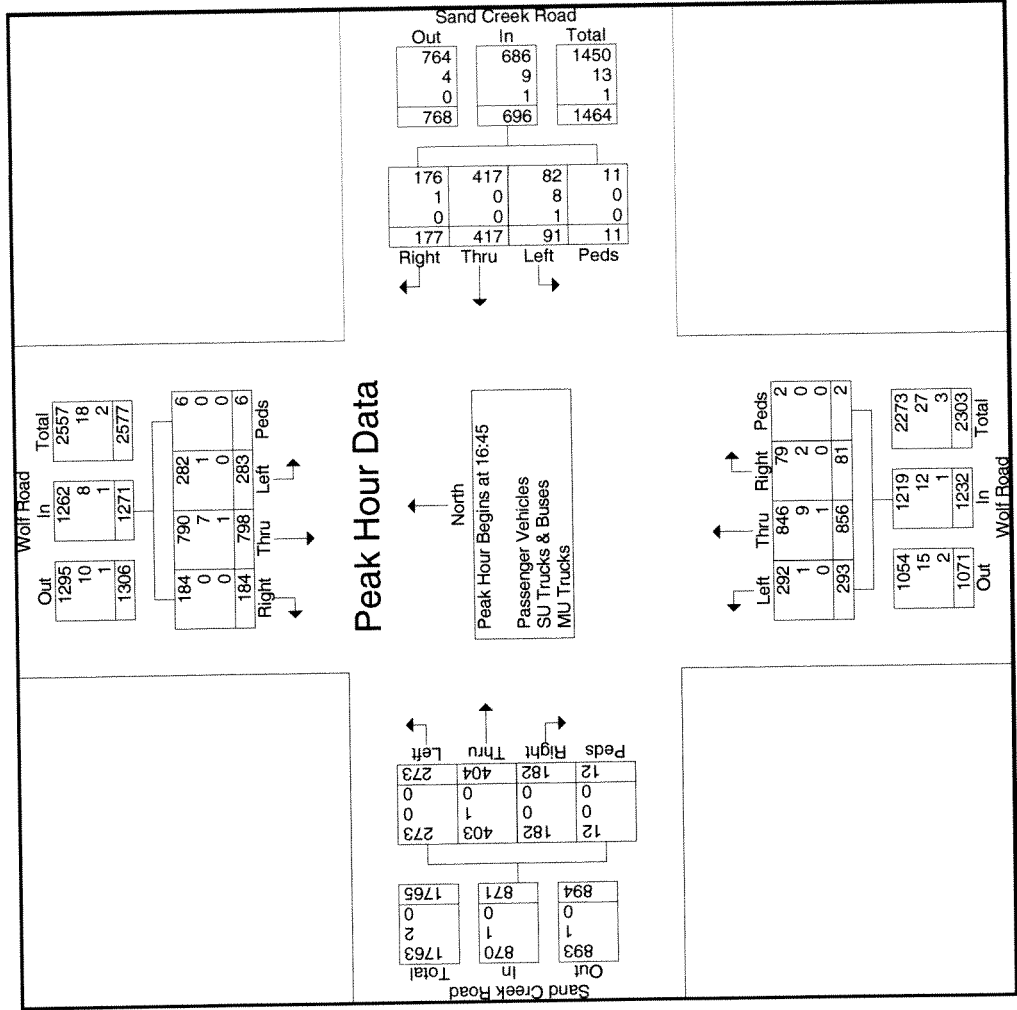 Sand Creek Road
Out In Total
764 686 1450
4 9 13
0 1 1
768 696 1464
176 417 82 11
1 0 8 0
0 0 1 0
177 417 91 11
Right Thru Left Peds
Wolf Road
Out In Total
1295 1262 2557
10 8 18
1 1 2
1306 1271 2577
184 790 282 6
0 7 1 0
0 1 0 0
184 798 283 6
Right Thru Left Peds
Peak Hour Data
North
Peak Hour Begins at 16:45
Passenger Vehicles
SU Trucks & Buses
MU Trucks
Left Thru Right Peds
292 846 79 2
1 9 2 0
0 1 0 0
293 856 81 2
1054 1219 2273
15 12 27
2 1 3
1071 1232 2303
Out In Total
Wolf Road
Left Thru Right Peds
273 404 182 12
0 0 0 0
0 1 0 0
273 403 182 12
1765 871 894
0 0 0
2 1 1
1763 870 893
Total In Out
Sand Creek Road